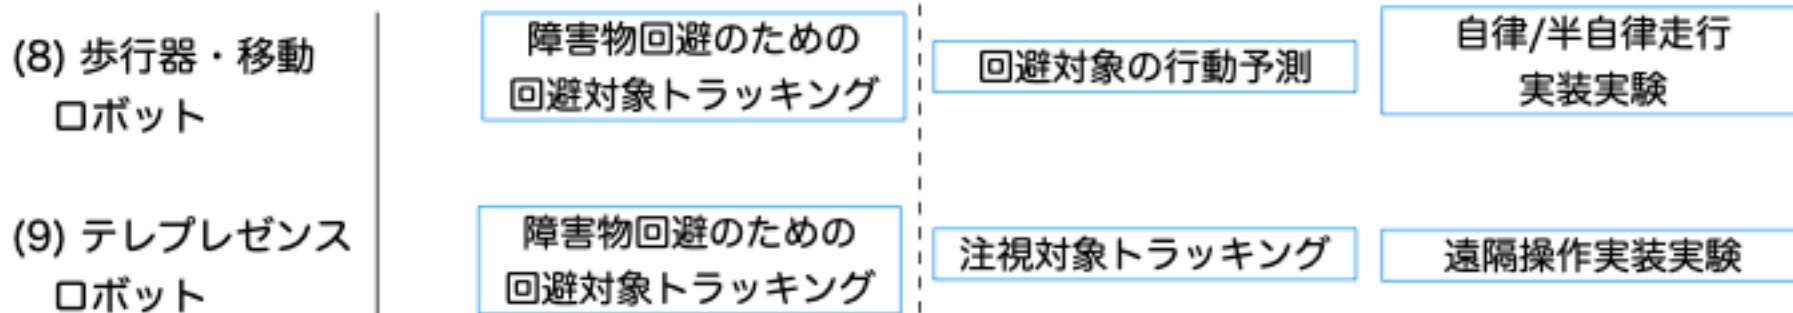 (8) 歩行器・移動
ロボット
障害物回避のための
回避対象トラッキング
回避対象の行動予測
自律/半自律走行
実装実験
(9) テレプレゼンス
ロボット
障害物回避のための
回避対象トラッキング
注視対象トラッキング
遠隔操作実装実験